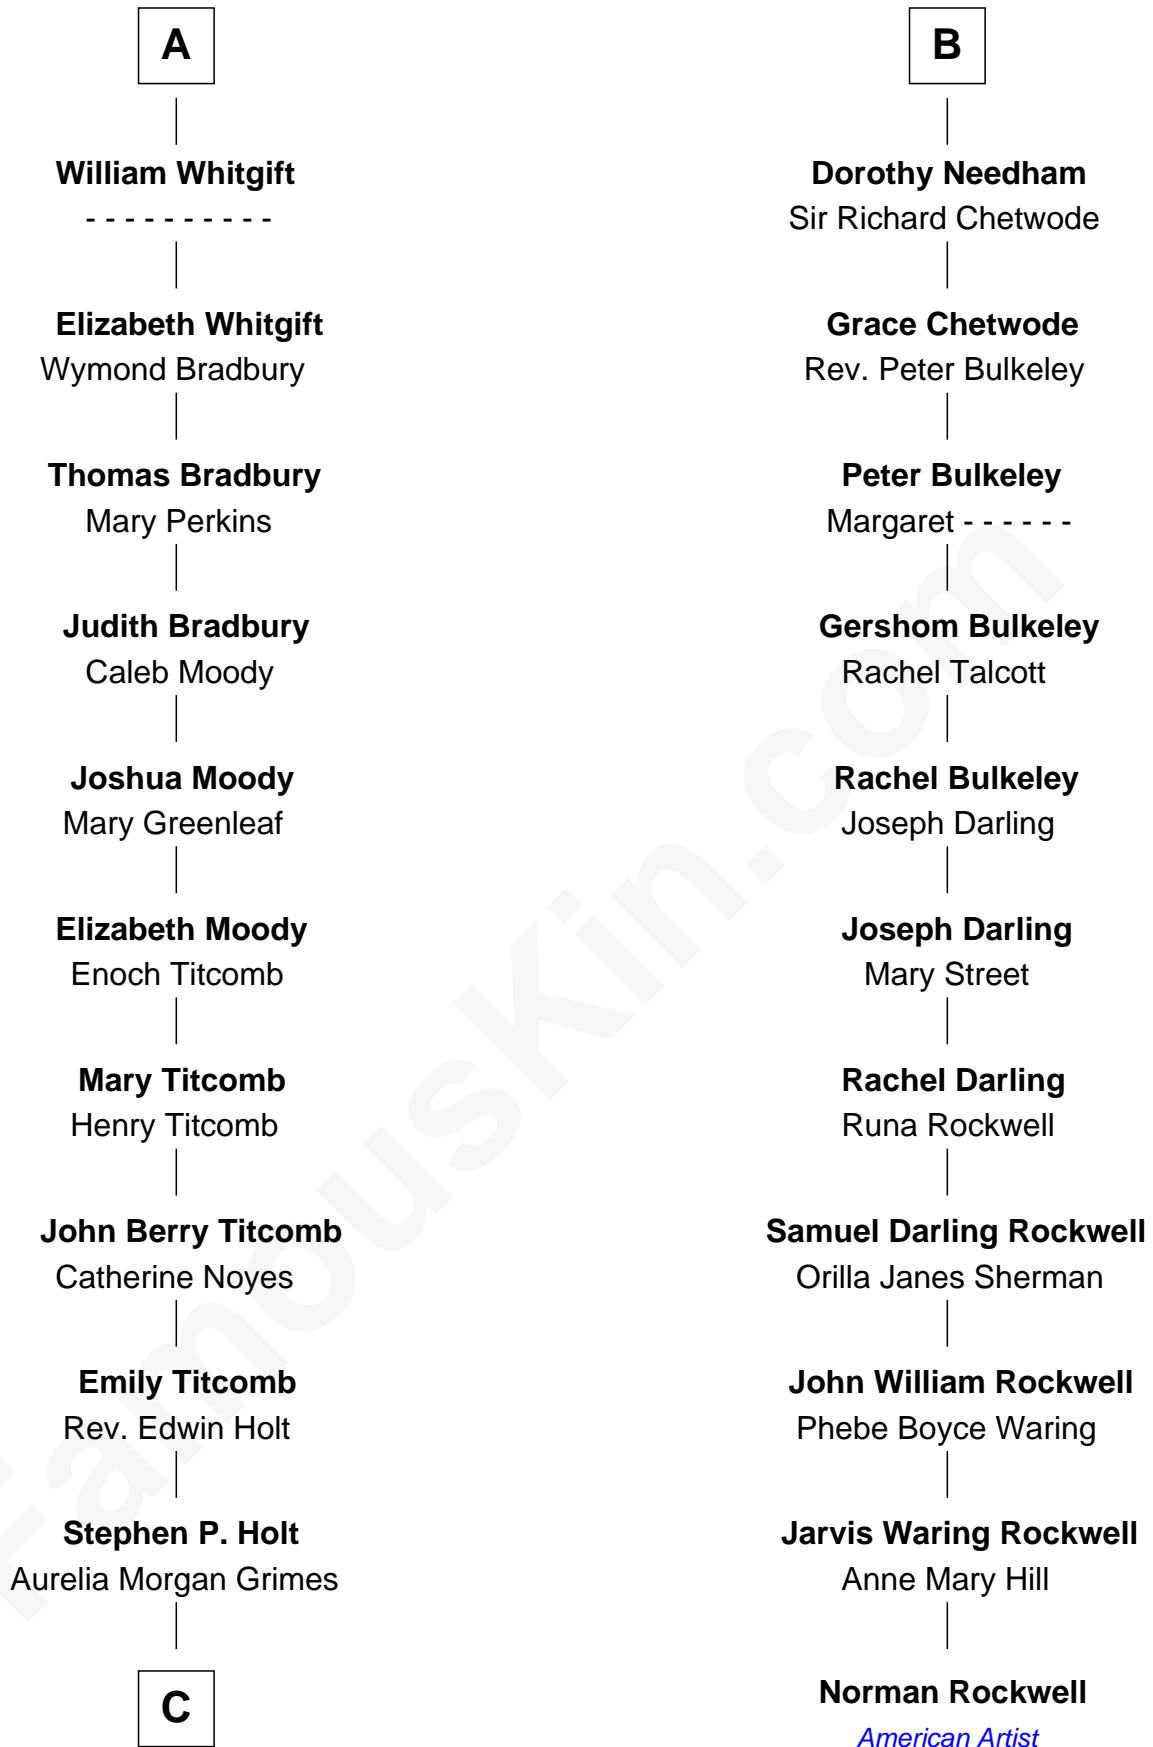 A
William Whitgift
- - - - - - - - - -
Elizabeth Whitgift
Wymond Bradbury
Thomas Bradbury
Mary Perkins
Judith Bradbury
Caleb Moody
Joshua Moody
Mary Greenleaf
Elizabeth Moody
Enoch Titcomb
Mary Titcomb
Henry Titcomb
John Berry Titcomb
Catherine Noyes
Emily Titcomb
Rev. Edwin Holt
Stephen P. Holt
Aurelia Morgan Grimes
C
B
Dorothy Needham
Sir Richard Chetwode
Grace Chetwode
Rev. Peter Bulkeley
Peter Bulkeley
Margaret - - - - - -
Gershom Bulkeley
Rachel Talcott
Rachel Bulkeley
Joseph Darling
Joseph Darling
Mary Street
Rachel Darling
Runa Rockwell
Samuel Darling Rockwell
Orilla Janes Sherman
John William Rockwell
Phebe Boyce Waring
Jarvis Waring Rockwell
Anne Mary Hill
Norman Rockwell
American Artist
FamousKin.com